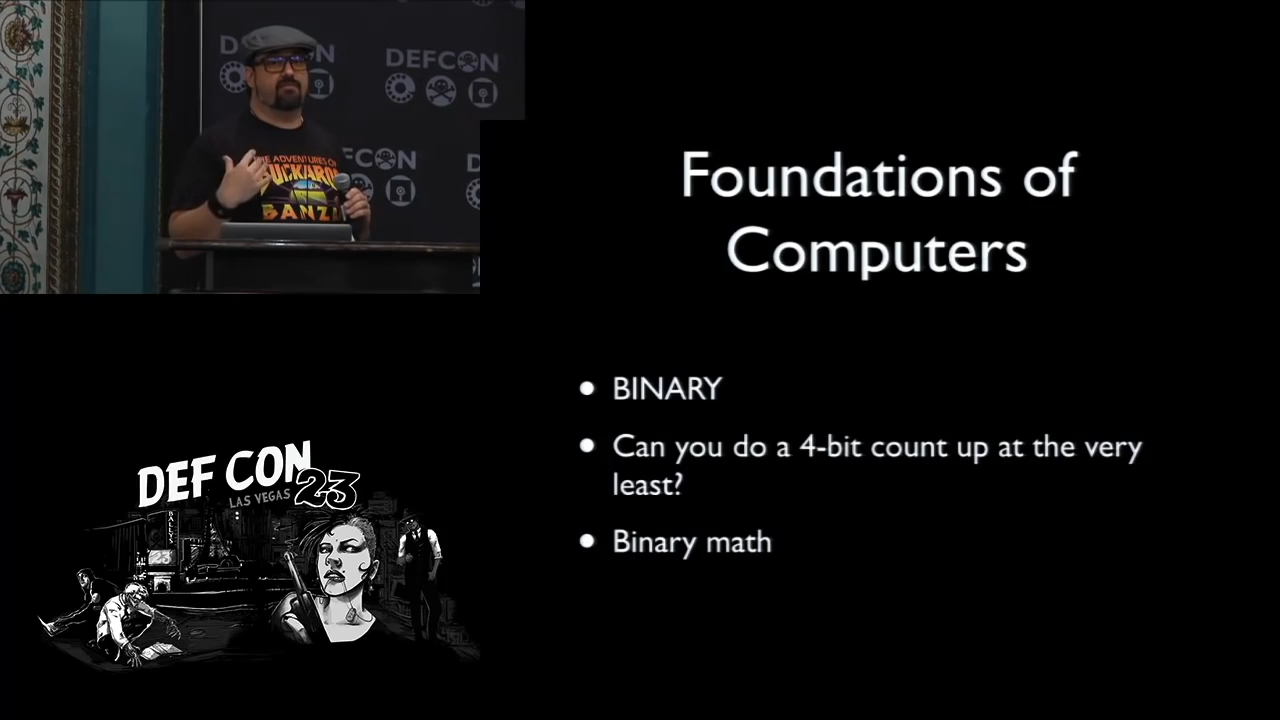 DEFCON
DEFCON
THE ADVENTURES OF
BUCKAROO
BANZAI
Foundations of
Computers
• BINARY
• Can you do a 4-bit count up at the very
least?
• Binary math
DEF CON
LAS VEGAS 23
BALLYS